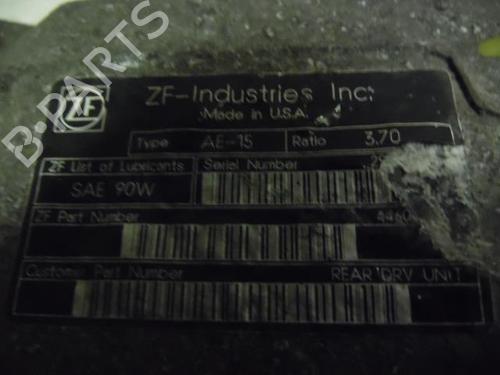 B-PARTS
ZF
ZF-Industries Inc.
Made in U.S.A.
Type AE-15 Ratio 3.70
ZF List of Lubricants Serial Number
SAE 90W
ZF Part Number 4460
Customer Part Number REAR DRV UNIT